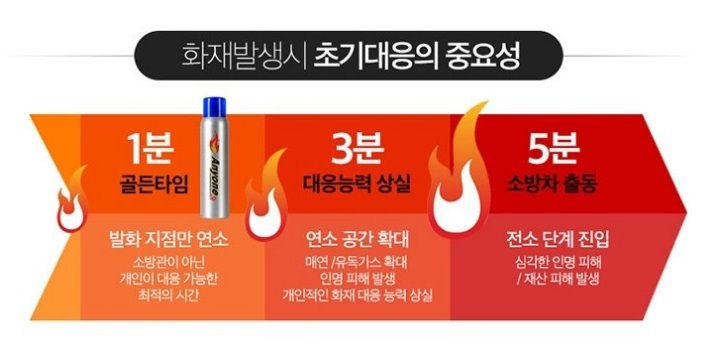 화재발생시 초기대응의 중요성
1분
골든타임
Anyone
발화 지점만 연소
소방관이 아닌
개인이 대응 가능한
최적의 시간
3분
대응능력 상실
연소 공간 확대
매연 /유독가스 확대
인명 피해 발생
개인적인 화재 대응 능력 상실
5분
소방차 출동
전소 단계 진입
심각한 인명 피해
/ 재산 피해 발생